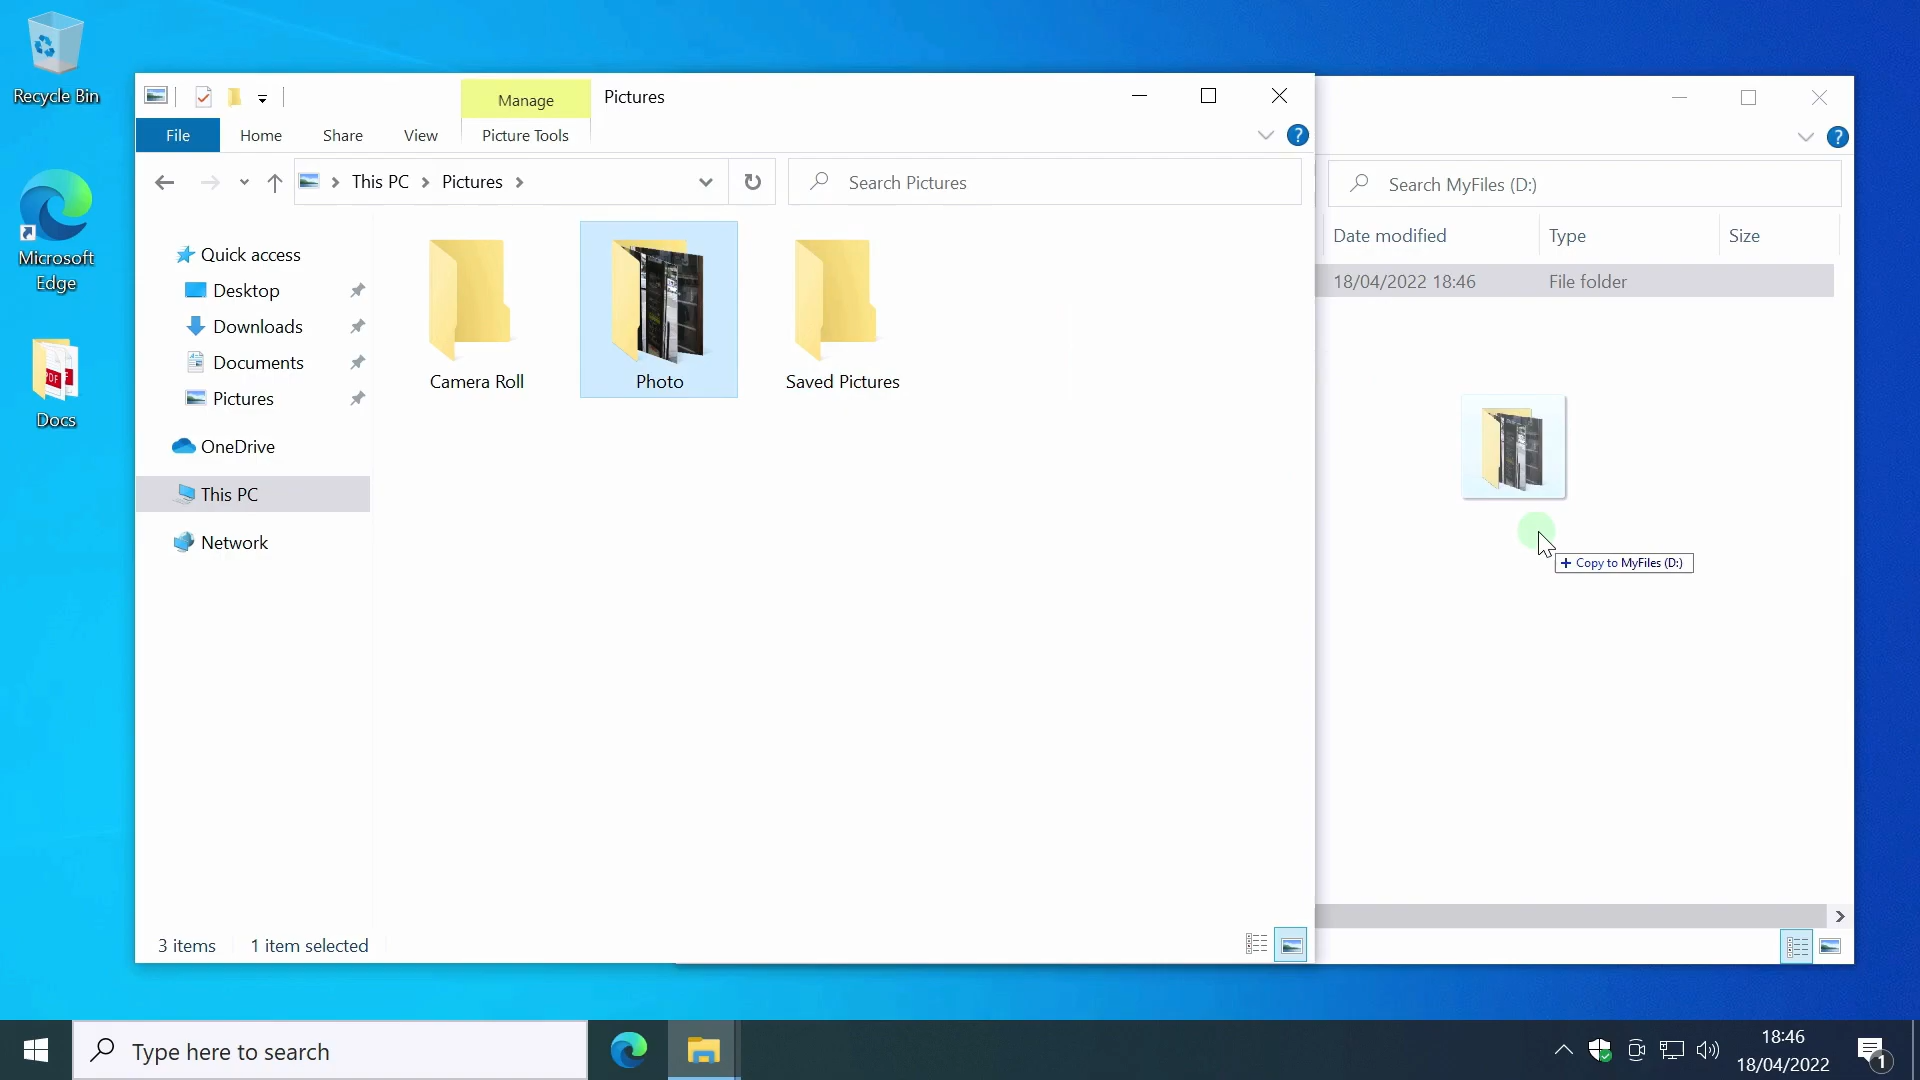 Recycle Bin
Microsoft
Edge
PDF
Docs
Manage
Pictures
File
Home
Share
View
Picture Tools
?
This PC
Pictures
Search Pictures
Quick access
Desktop
Downloads
Documents
Pictures
OneDrive
This PC
Network
Camera Roll
Photo
Saved Pictures
3 items
1 item selected
?
Search MyFiles (D:)
Date modified
Type
Size
18/04/2022 18:46
File folder
+ Copy to MyFiles (D:)
Type here to search
18:46
18/04/2022
1